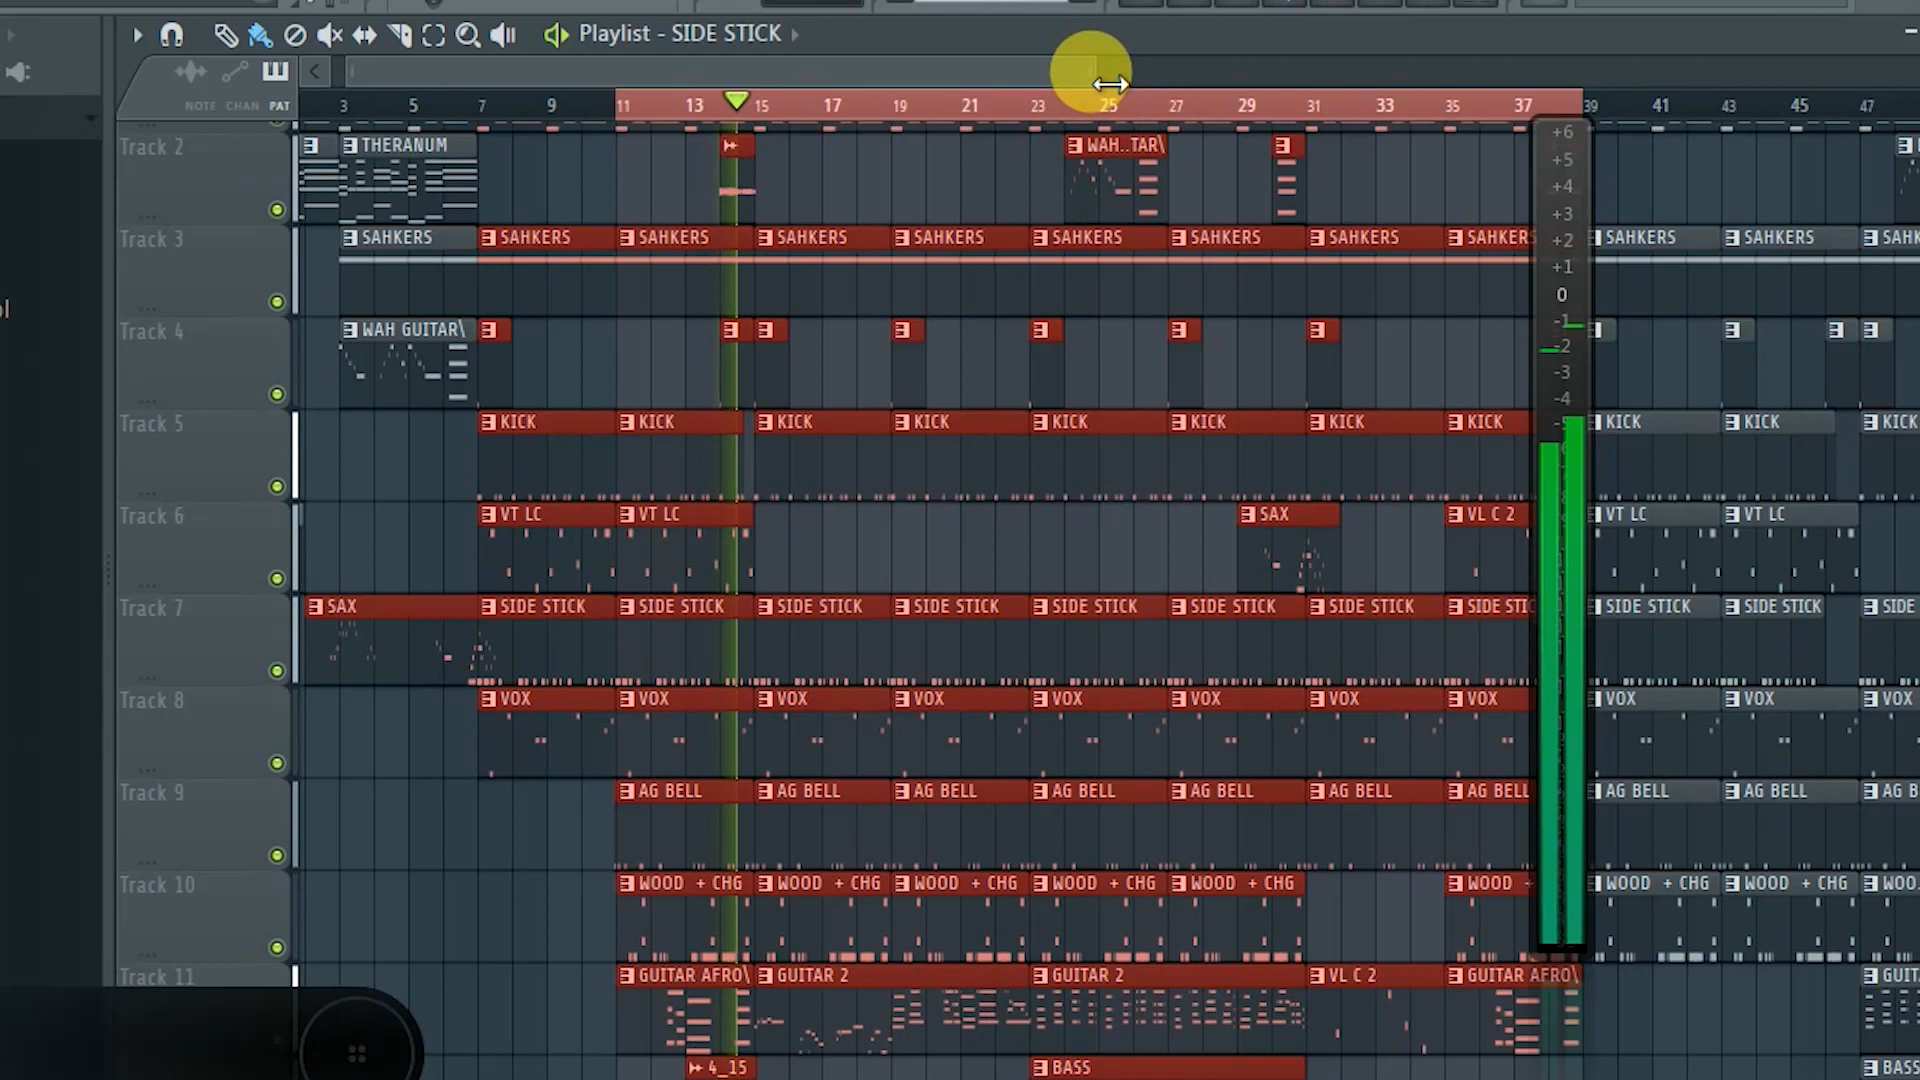 Playlist - SIDE STICK
NOTE CHAN PAT
3 5 7 9 11 13 15 17 19 21 23 25 27 29 31 33 35 37 39 41 43 45 47
Track 2 THERANUM WAH..TAR\
Track 3 SAHKERS SAHKERS SAHKERS SAHKERS SAHKERS SAHKERS SAHKERS SAHKERS SAHKERS SAHKERS SAHKERS SAHK
Track 4 WAH GUITAR\
Track 5 KICK KICK KICK KICK KICK KICK KICK KICK KICK KICK KICK
Track 6 VT LC VT LC SAX VL C 2 VT LC VT LC
Track 7 SAX SIDE STICK SIDE STICK SIDE STICK SIDE STICK SIDE STICK SIDE STICK SIDE STICK SIDE STIC SIDE STICK SIDE STICK SIDE
Track 8 VOX VOX VOX VOX VOX VOX VOX VOX VOX VOX VOX
Track 9 AG BELL AG BELL AG BELL AG BELL AG BELL AG BELL AG BELL AG BELL AG BELL AG B
Track 10 WOOD + CHG WOOD + CHG WOOD + CHG WOOD + CHG WOOD + CHG WOOD + WOOD + CHG WOOD + CHG WOO
Track 11 GUITAR AFRO\ GUITAR 2 GUITAR 2 VL C 2 GUITAR AFRO\ GUIT
4_15 BASS BASS
+6
+5
+4
+3
+2
+1
0
-1
-2
-3
-4